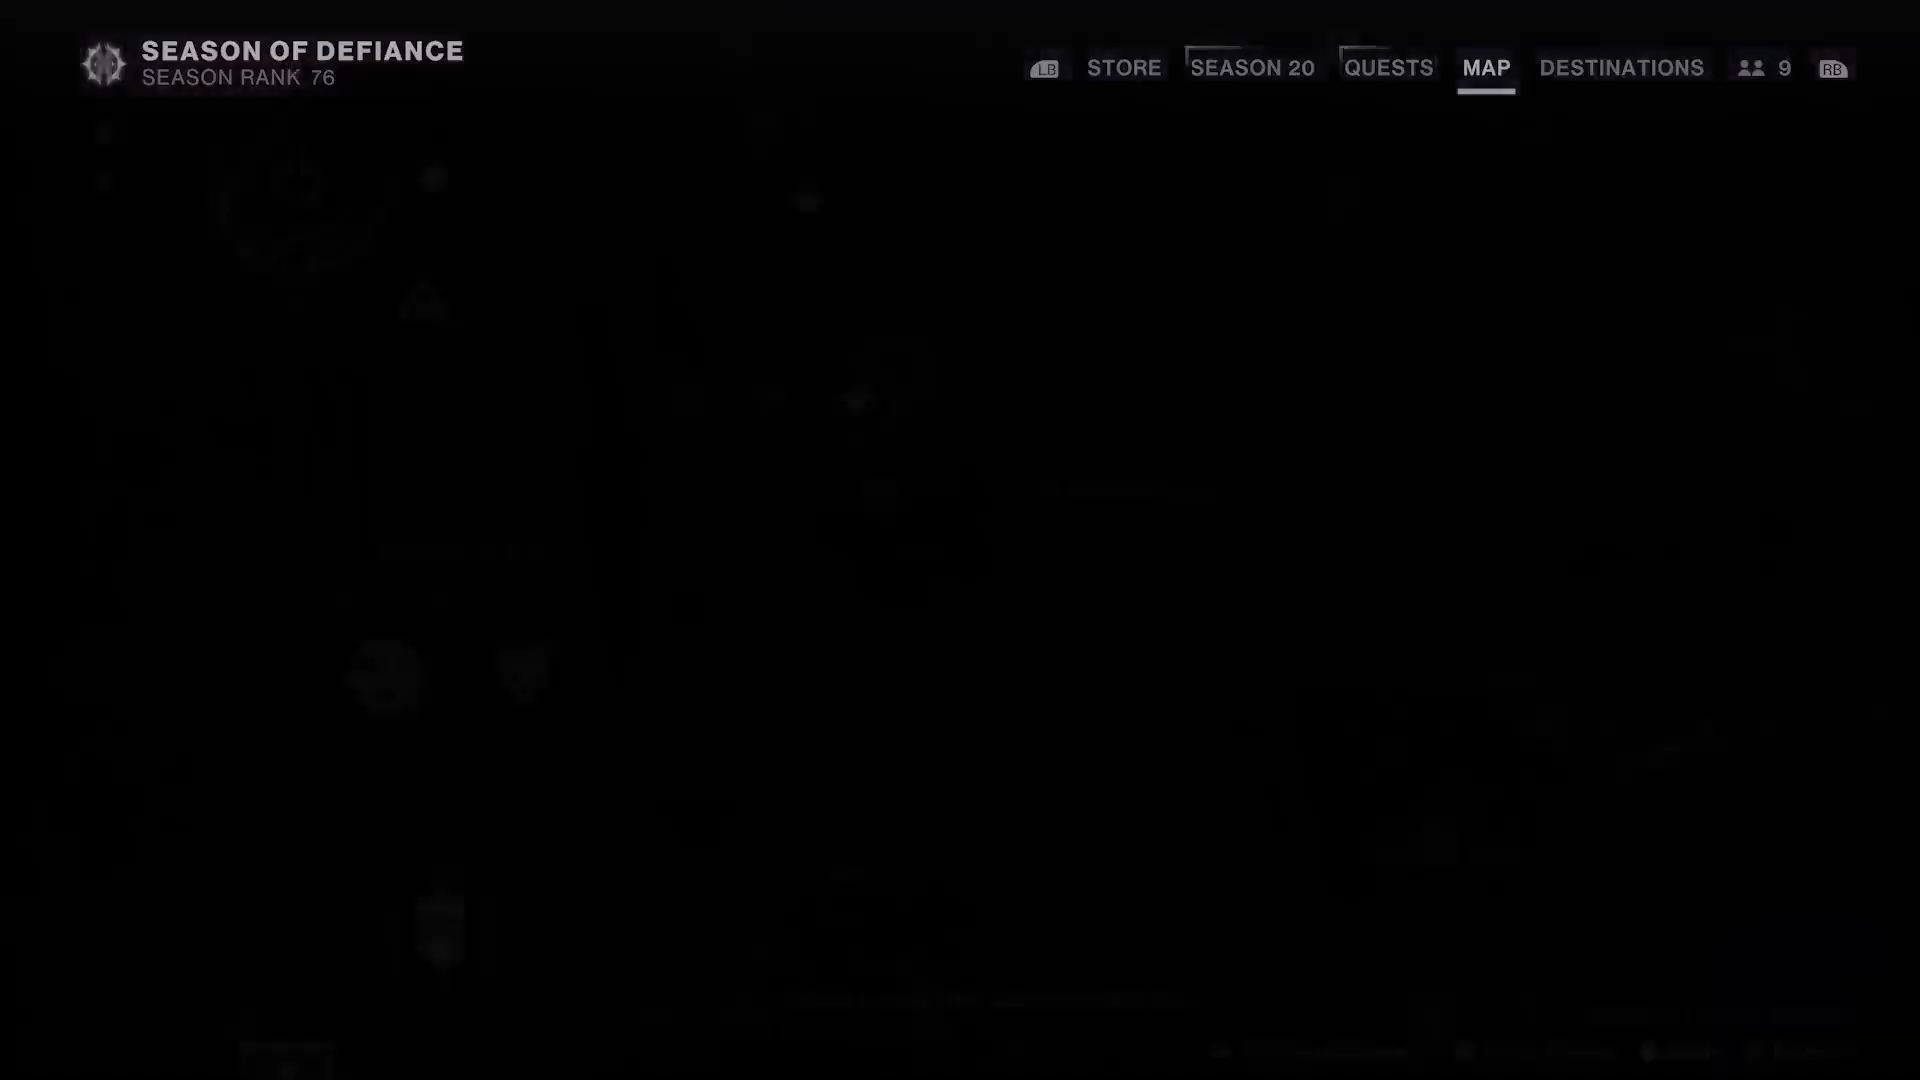 SEASON OF DEFIANCE
SEASON RANK 76
LB STORE SEASON 20 QUESTS MAP DESTINATIONS 9 RB